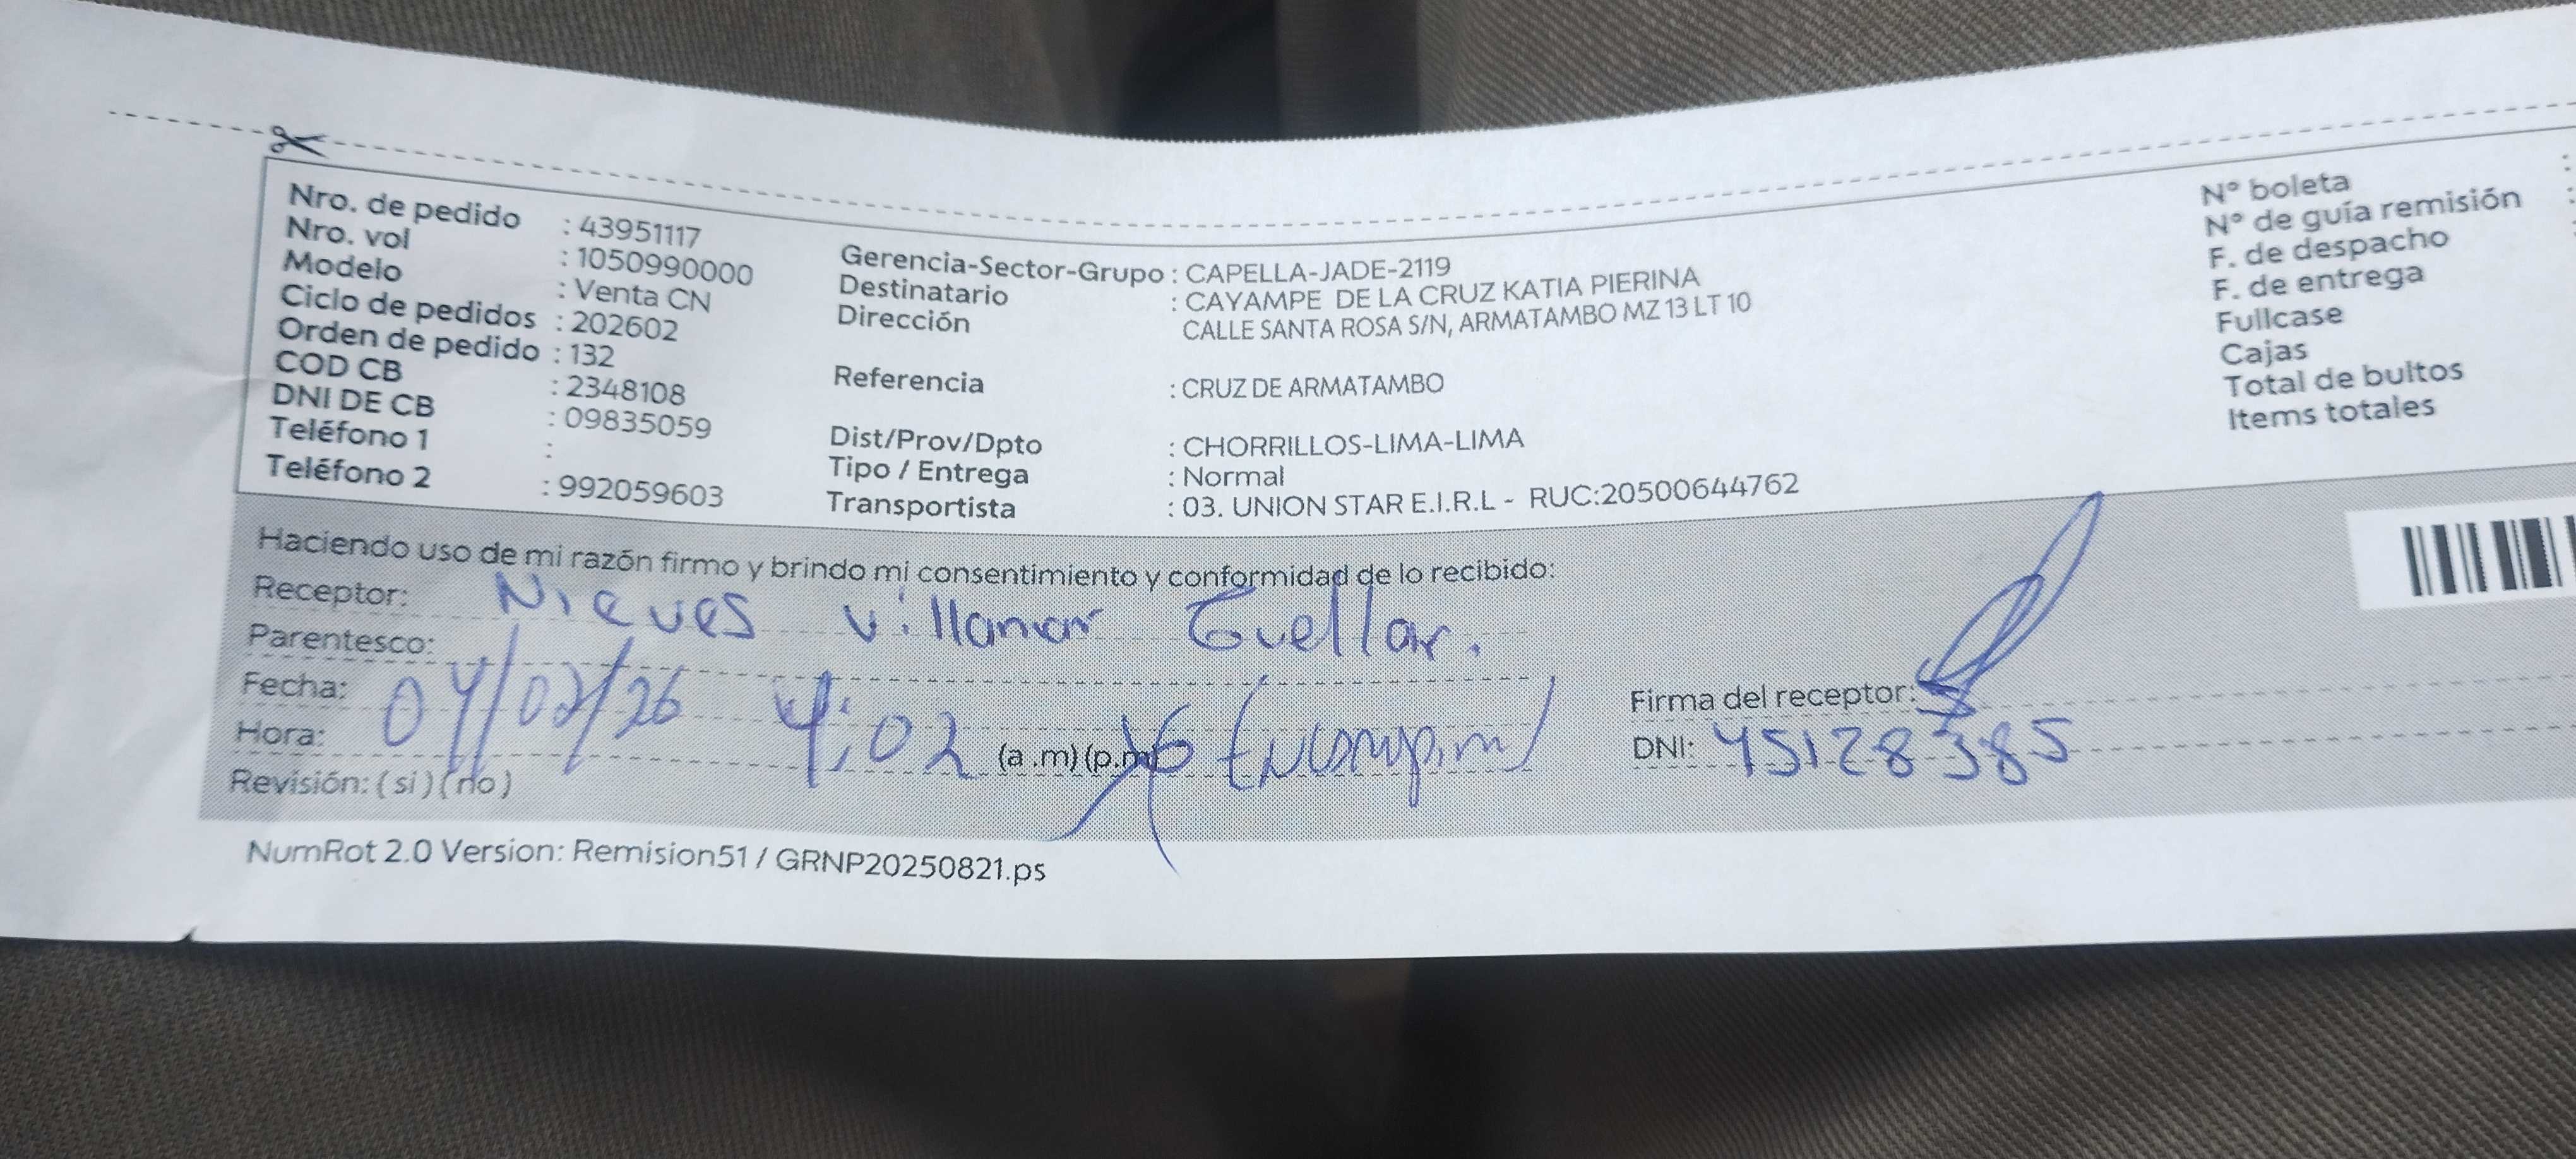 Nro. de pedido : 43951117
Nro. vol : 1050990000
Modelo : Venta CN
Ciclo de pedidos : 202602
Orden de pedido : 132
COD CB : 2348108
DNI DE CB : 09835059
Teléfono 1 :
Teléfono 2 : 992059603
Gerencia-Sector-Grupo : CAPELLA-JADE-2119
Destinatario : CAYAMPE DE LA CRUZ KATIA PIERINA
Dirección CALLE SANTA ROSA S/N, ARMATAMBO MZ 13 LT 10
Referencia : CRUZ DE ARMATAMBO
Dist/Prov/Dpto : CHORRILLOS-LIMA-LIMA
Tipo / Entrega : Normal
Transportista : 03. UNION STAR E.I.R.L - RUC:20500644762
N° boleta :
N° de guía remisión :
F. de despacho
F. de entrega
Fullcase
Cajas
Total de bultos
Items totales
Haciendo uso de mi razón firmo y brindo mi consentimiento y conformidad de lo recibido:
Receptor: Nieves Villamar Cuellar.
Parentesco:
Fecha: 04/02/26
Hora: 4:02 (a.m) (p.m)
Revisión: ( si ) ( no )
Firma del receptor:
DNI: 45128385
NumRot 2.0 Version: Remision51 / GRNP20250821.ps